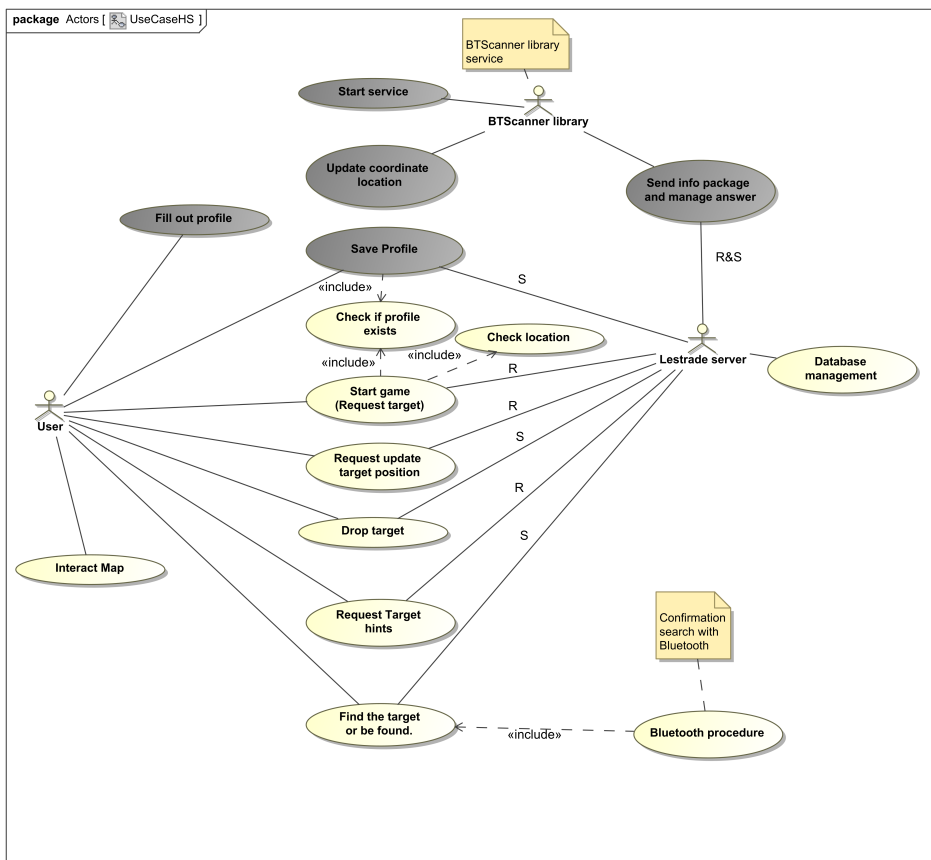 package Actors [ UseCaseHS ]
BTScanner library
service
Start service
BTScanner library
Update coordinate
location
Send info package
and manage answer
Fill out profile
Save Profile
R&S
S
«include»
Check if profile
exists
Check location
«include»
«include»
Lestrade server
Database
management
R
Start game
(Request target)
User
R
Request update
target position
S
Drop target
R
S
Interact Map
Request Target
hints
Confirmation
search with
Bluetooth
Find the target
or be found.
«include»
Bluetooth procedure